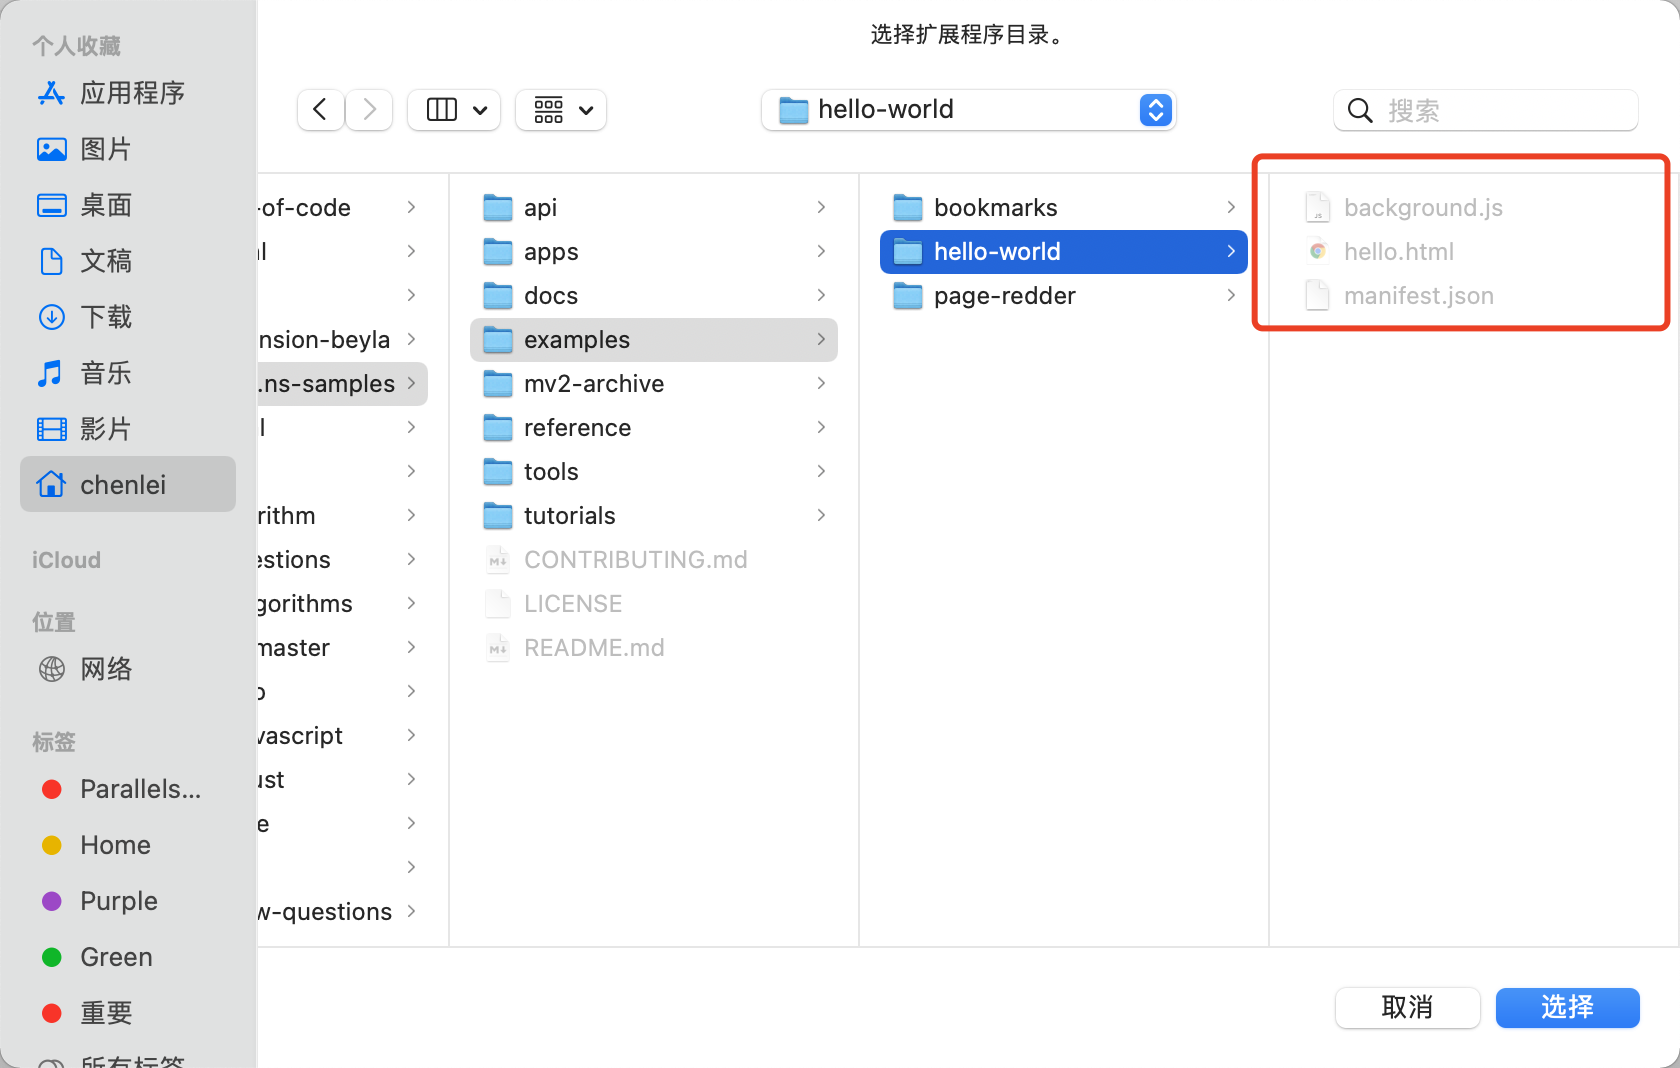 选择扩展程序目录。
hello-world
搜索
个人收藏
应用程序
图片
桌面
文稿
下载
音乐
影片
chenlei
iCloud
位置
网络
标签
Parallels...
Home
Purple
Green
重要
所有标签
-of-code
l
nsion-beyla
.ns-samples
l
rithm
estions
gorithms
master
o
vascript
ust
e
w-questions
api
apps
docs
examples
mv2-archive
reference
tools
tutorials
CONTRIBUTING.md
LICENSE
README.md
bookmarks
hello-world
page-redder
background.js
hello.html
manifest.json
取消
选择